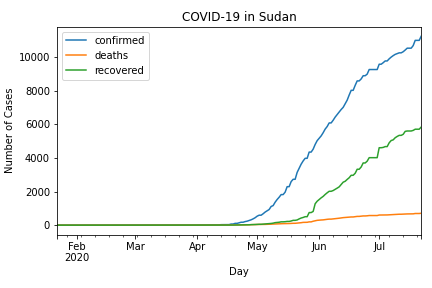 COVID-19 in Sudan
confirmed
deaths
recovered
Number of Cases
10000
8000
6000
4000
2000
0
Feb Mar Apr May Jun Jul
2020
Day